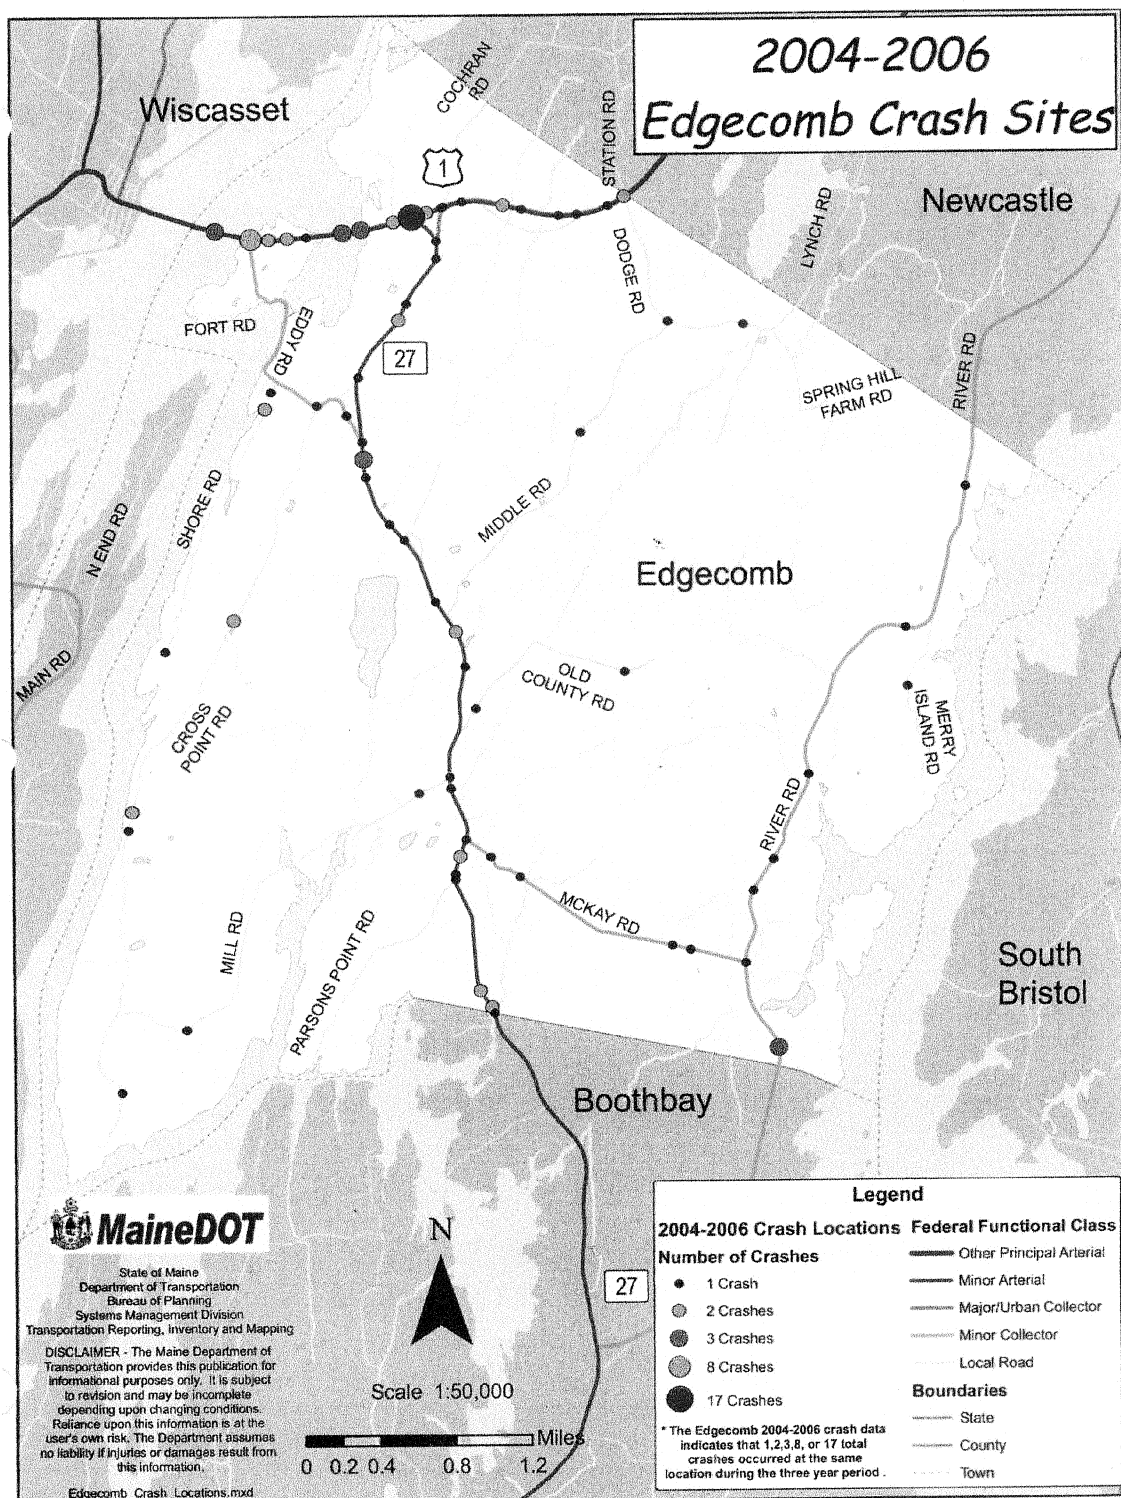 2004-2006
Edgecomb Crash Sites
Wiscasset
COCHRAN
RD
STATION RD
1
Newcastle
LYNCH RD
DODGE RD
FORT RD
EDDY RD
27
SPRING HILL
FARM RD
RIVER RD
SHORE RD
MIDDLE RD
N END RD
Edgecomb
MAIN RD
OLD
COUNTY RD
CROSS
POINT RD
MERRY
ISLAND RD
RIVER RD
MCKAY RD
MILL RD
PARSONS POINT RD
South
Bristol
Boothbay
MaineDOT
State of Maine
Department of Transportation
Bureau of Planning
Systems Management Division
Transportation Reporting, Inventory and Mapping
DISCLAIMER - The Maine Department of
Transportation provides this publication for
informational purposes only. It is subject
to revision and may be incomplete
depending upon changing conditions.
Reliance upon this information is at the
user's own risk. The Department assumes
no liability if injuries or damages result from
this information.
Edgecomb_Crash_Locations.mxd
N
Scale 1:50,000
Miles
0 0.2 0.4 0.8 1.2
27
Legend
2004-2006 Crash Locations
Number of Crashes
1 Crash
2 Crashes
3 Crashes
8 Crashes
17 Crashes
* The Edgecomb 2004-2006 crash data
indicates that 1,2,3,8, or 17 total
crashes occurred at the same
location during the three year period .
Federal Functional Class
Other Principal Arterial
Minor Arterial
Major/Urban Collector
Minor Collector
Local Road
Boundaries
State
County
Town